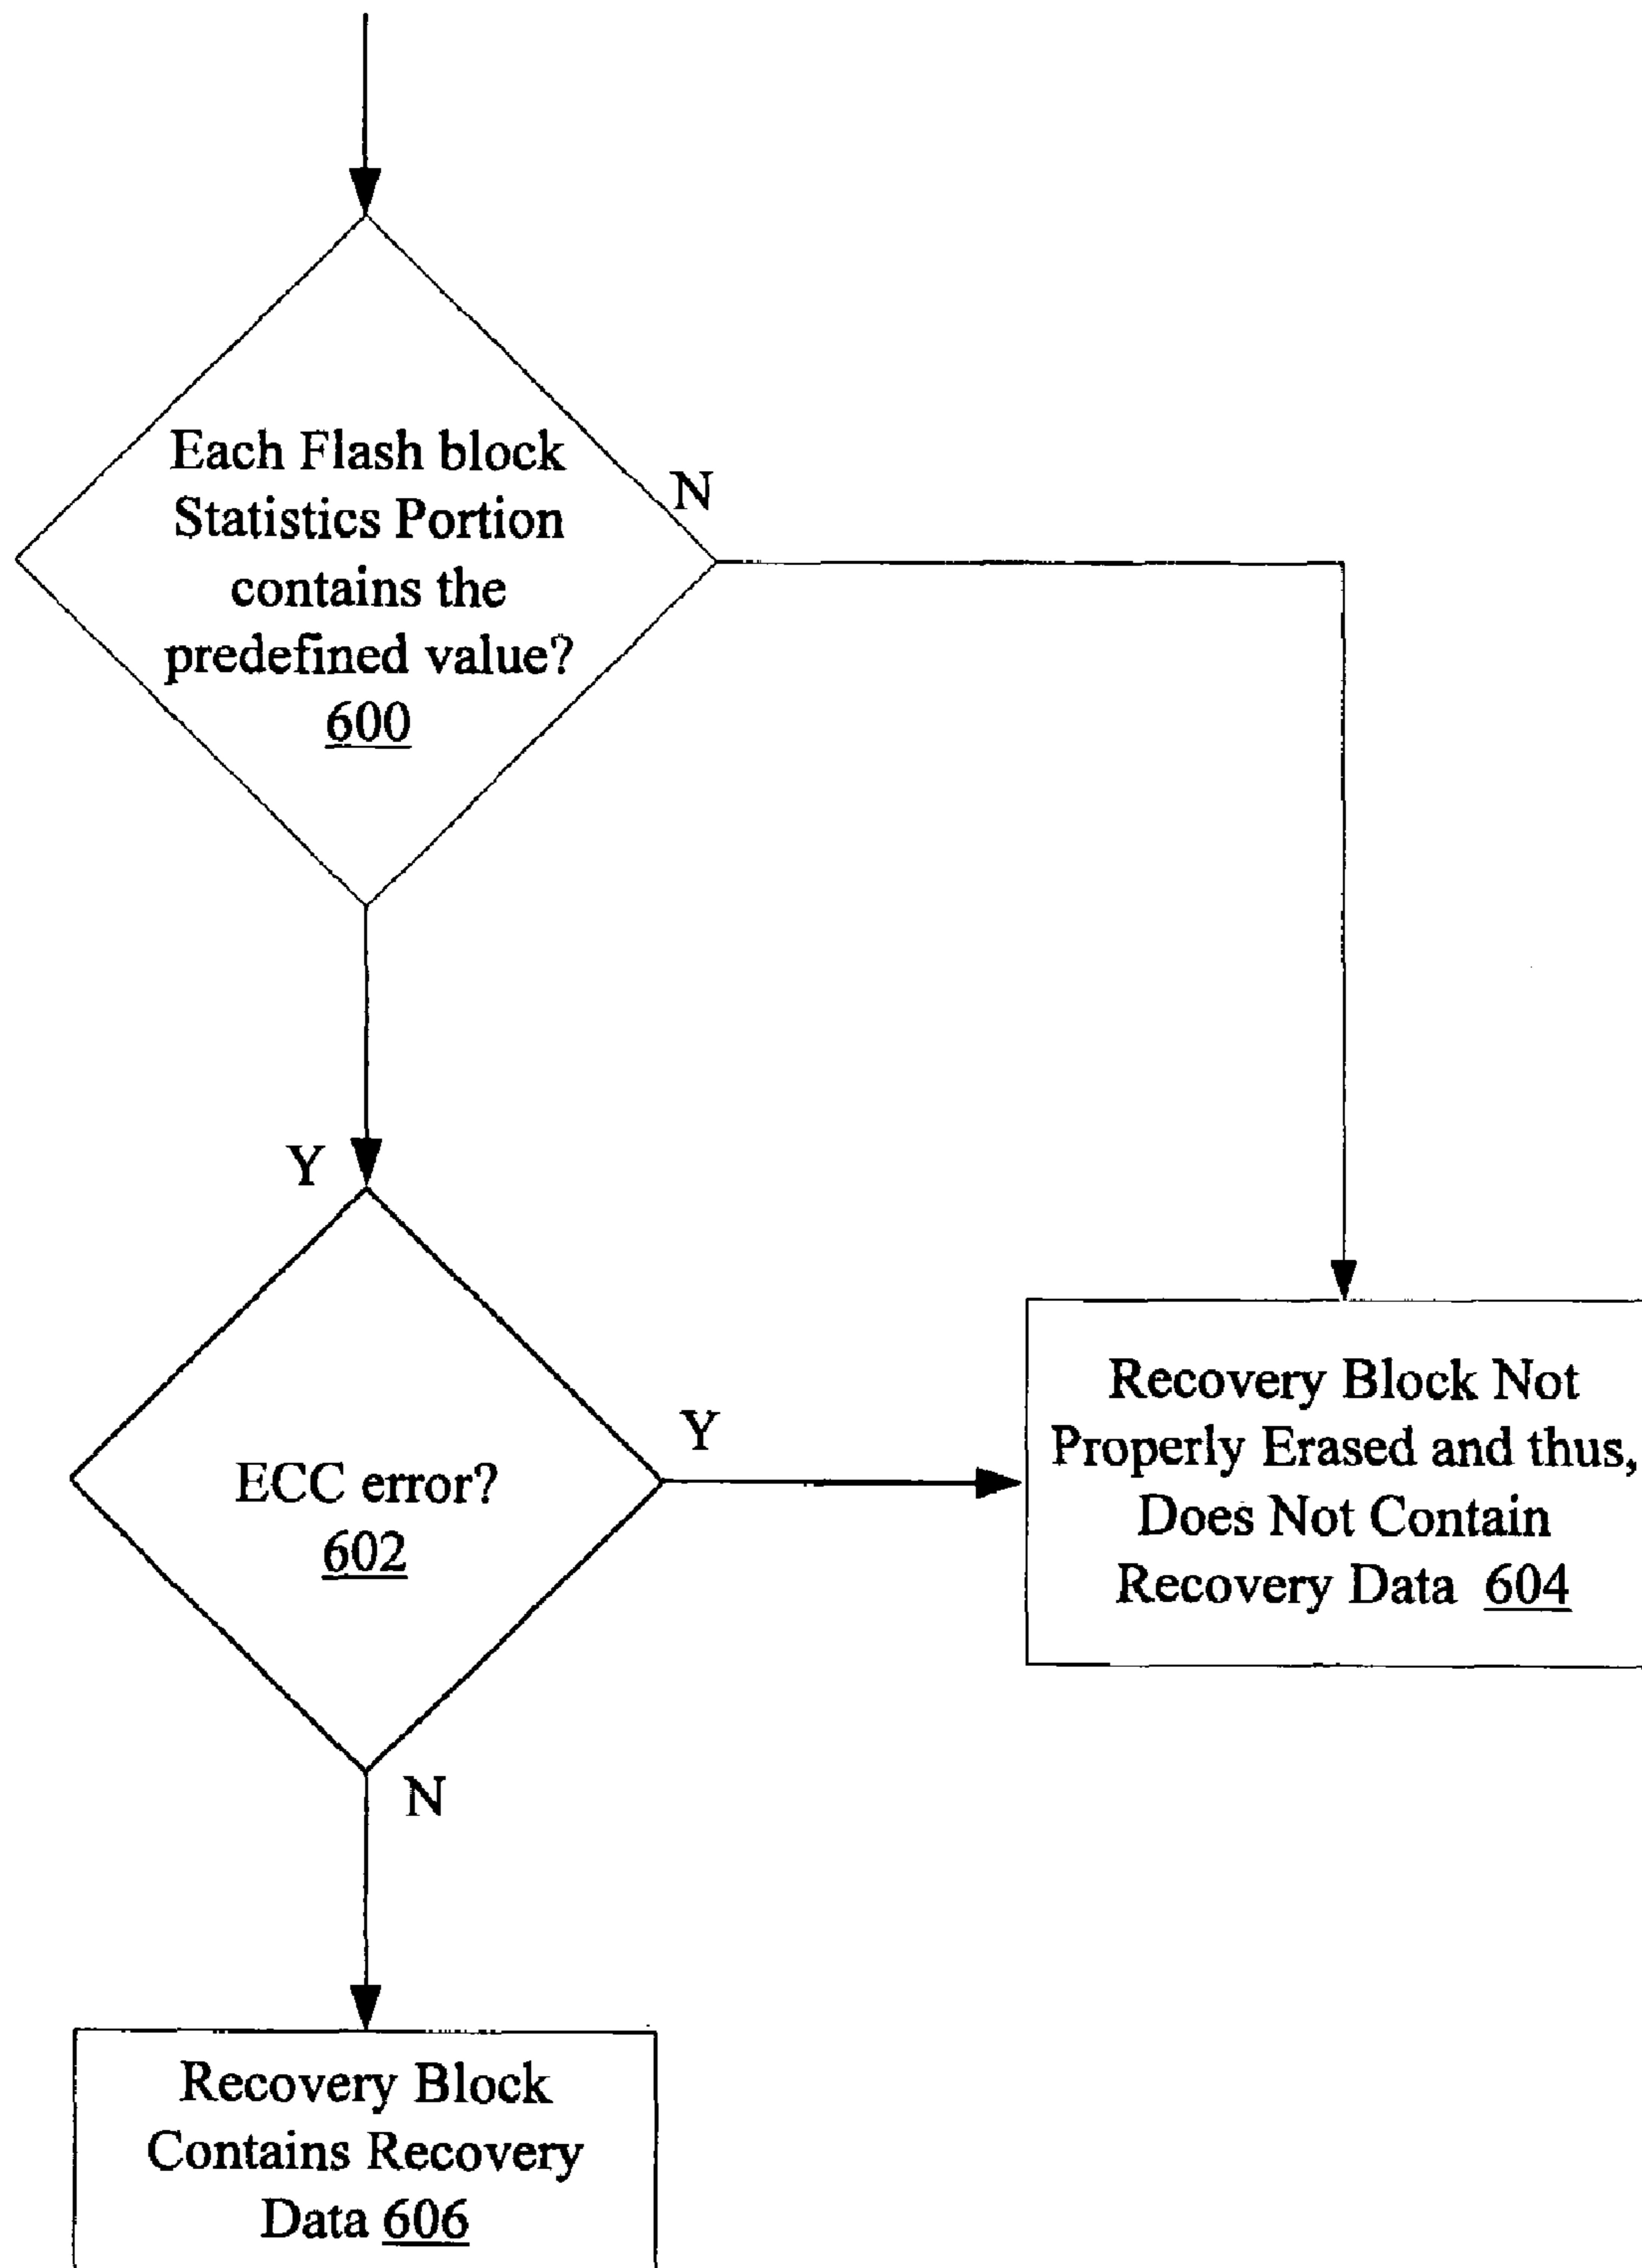 Each Flash block
Statistics Portion
contains the
predefined value?
600
N
Y
ECC error?
602
Y
Recovery Block Not
Properly Erased and thus,
Does Not Contain
Recovery Data 604
N
Recovery Block
Contains Recovery
Data 606